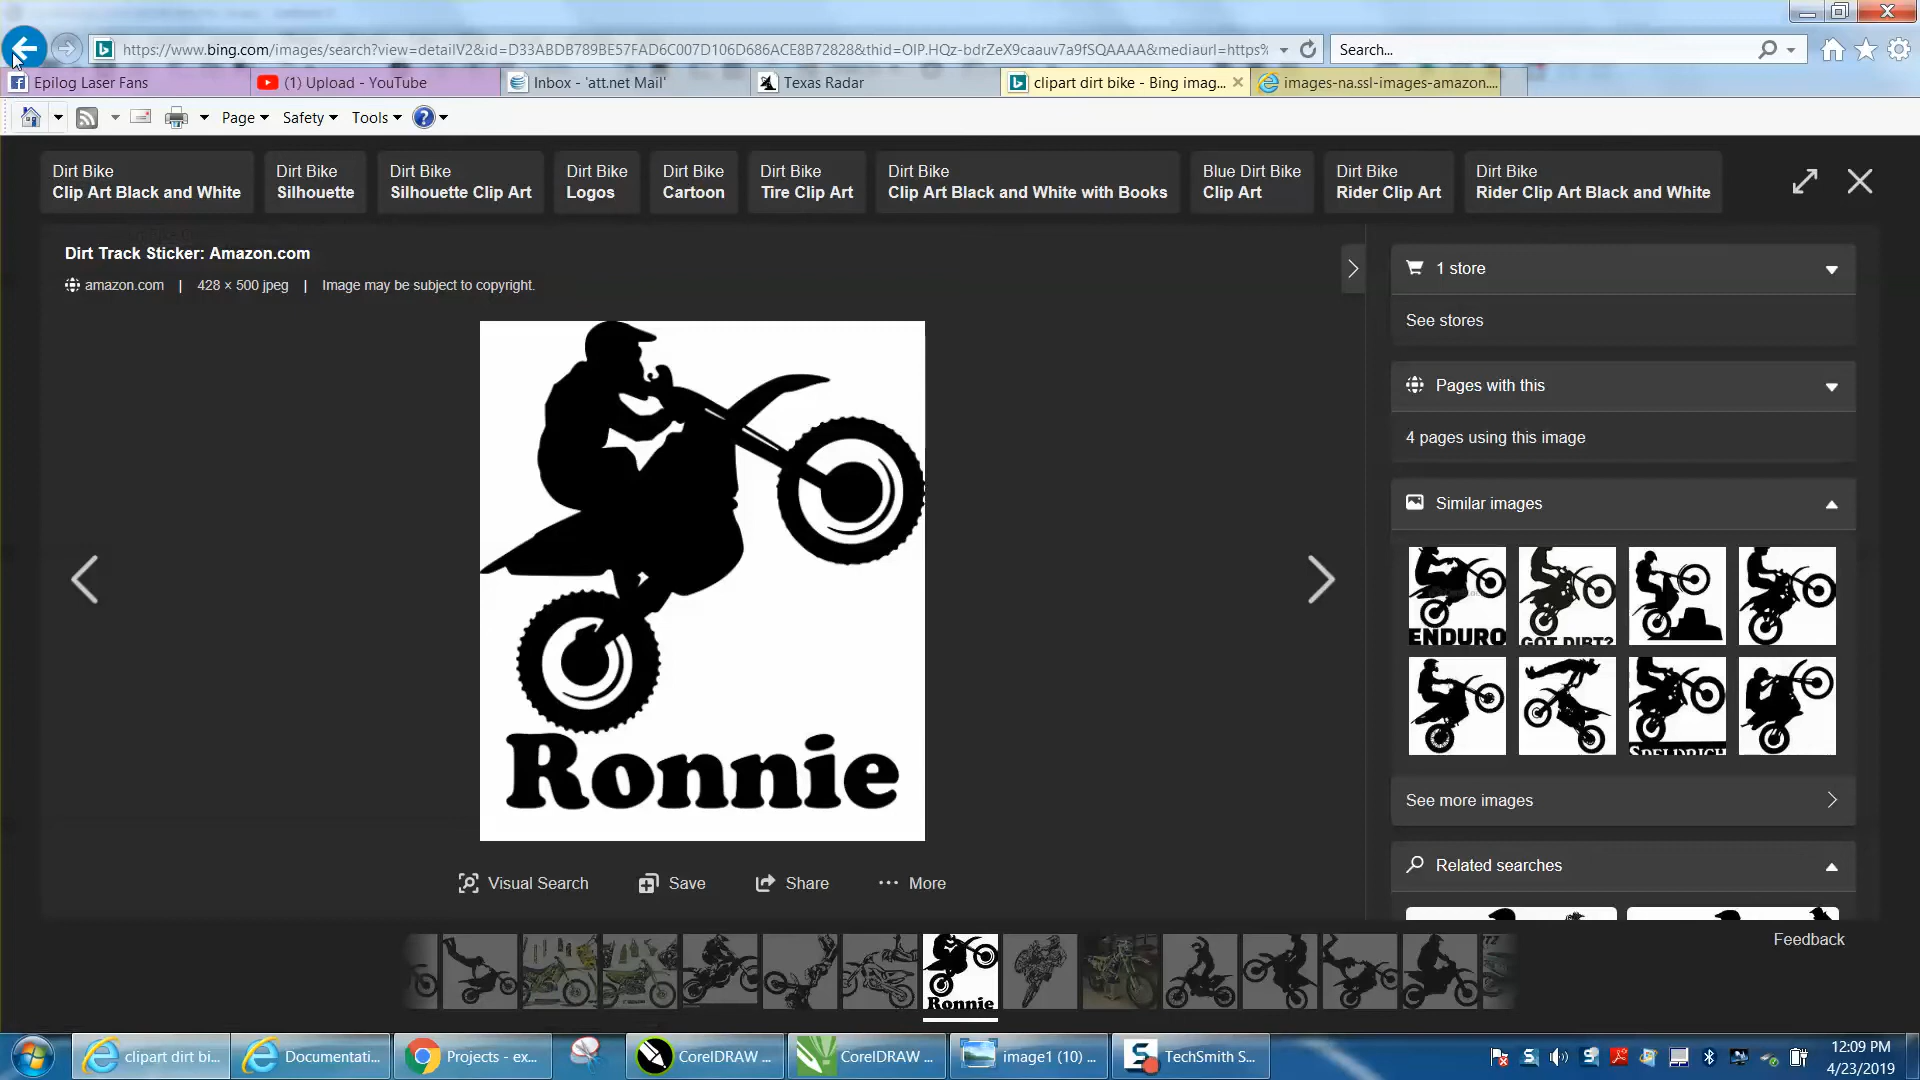 https://www.bing.com/images/search?view=detailV2&id=D33ABDB789BE57FAD6C007D106D686ACE8B72828&thid=OIP.HQz-bdrZeX9caauv7a9fSQAAAA&mediaurl=https%
Search...
Epilog Laser Fans
(1) Upload - YouTube
Inbox - 'att.net Mail'
Texas Radar
clipart dirt bike - Bing imag...
images-na.ssl-images-amazon....
Page
Safety
Tools
Dirt Bike
Clip Art Black and White
Dirt Bike
Silhouette
Dirt Bike
Silhouette Clip Art
Dirt Bike
Logos
Dirt Bike
Cartoon
Dirt Bike
Tire Clip Art
Dirt Bike
Clip Art Black and White with Books
Blue Dirt Bike
Clip Art
Dirt Bike
Rider Clip Art
Dirt Bike
Rider Clip Art Black and White
Dirt Track Sticker: Amazon.com
amazon.com | 428 × 500 jpeg | Image may be subject to copyright.
Ronnie
Visual Search
Save
Share
More
1 store
See stores
Pages with this
4 pages using this image
Similar images
ENDURO
GOT DIRT?
SPELDRICH
See more images
Related searches
Feedback
Ronnie
clipart dirt bi...
Documentati...
Projects - ex...
CorelDRAW ...
CorelDRAW ...
image1 (10) ...
TechSmith S...
12:09 PM
4/23/2019